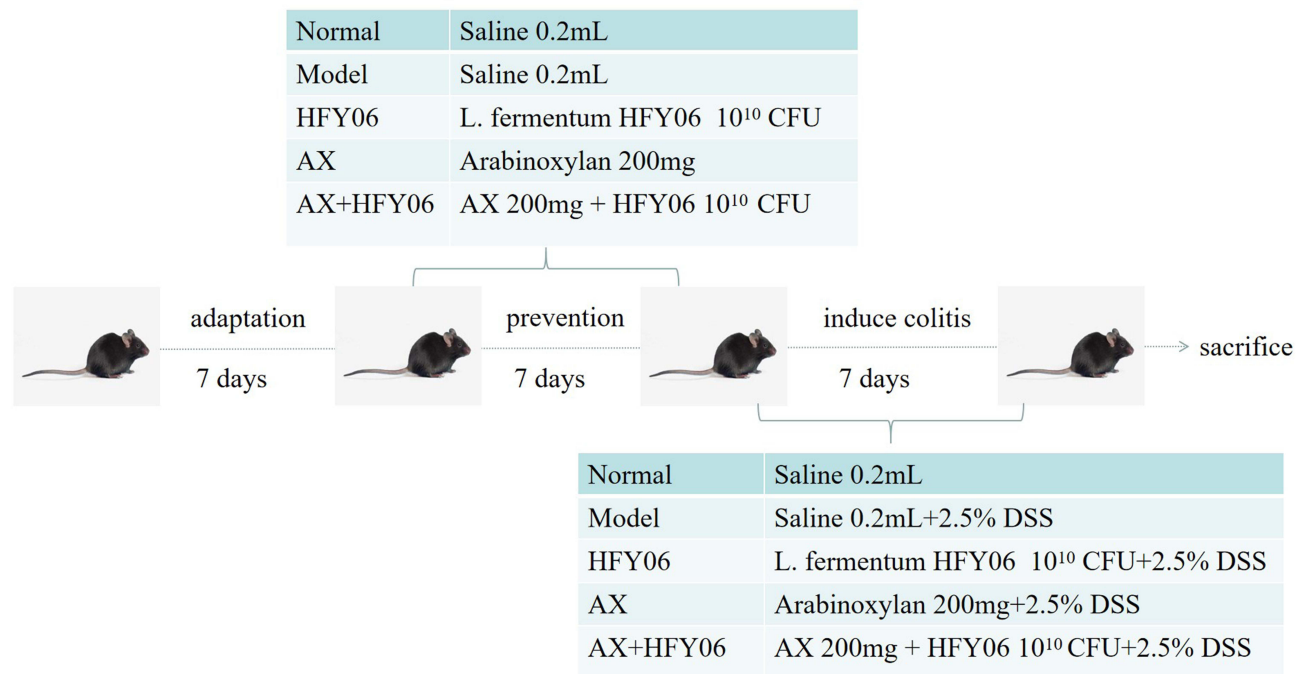 Normal Saline 0.2mL
Model Saline 0.2mL
HFY06 L. fermentum HFY06 10¹⁰ CFU
AX Arabinoxylan 200mg
AX+HFY06 AX 200mg + HFY06 10¹⁰ CFU
adaptation prevention induce colitis
sacrifice
7 days 7 days 7 days
Normal Saline 0.2mL
Model Saline 0.2mL+2.5% DSS
HFY06 L. fermentum HFY06 10¹⁰ CFU+2.5% DSS
AX Arabinoxylan 200mg+2.5% DSS
AX+HFY06 AX 200mg + HFY06 10¹⁰ CFU+2.5% DSS